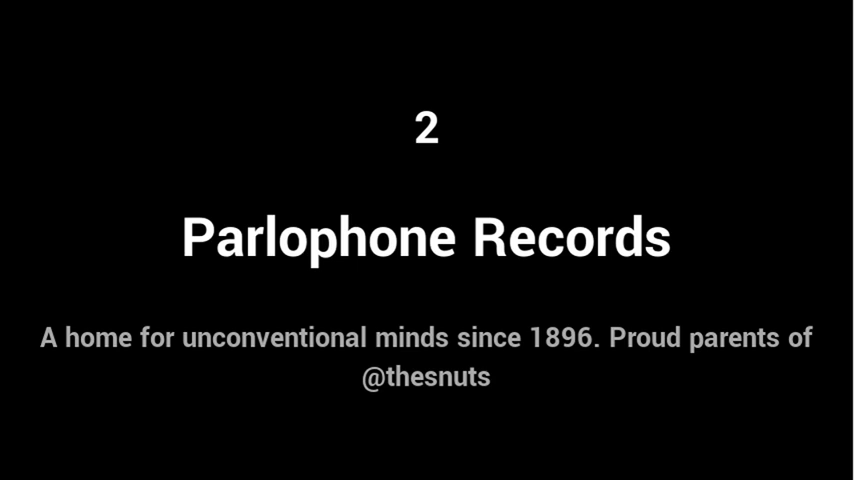 2
Parlophone Records
A home for unconventional minds since 1896. Proud parents of
@thesnuts